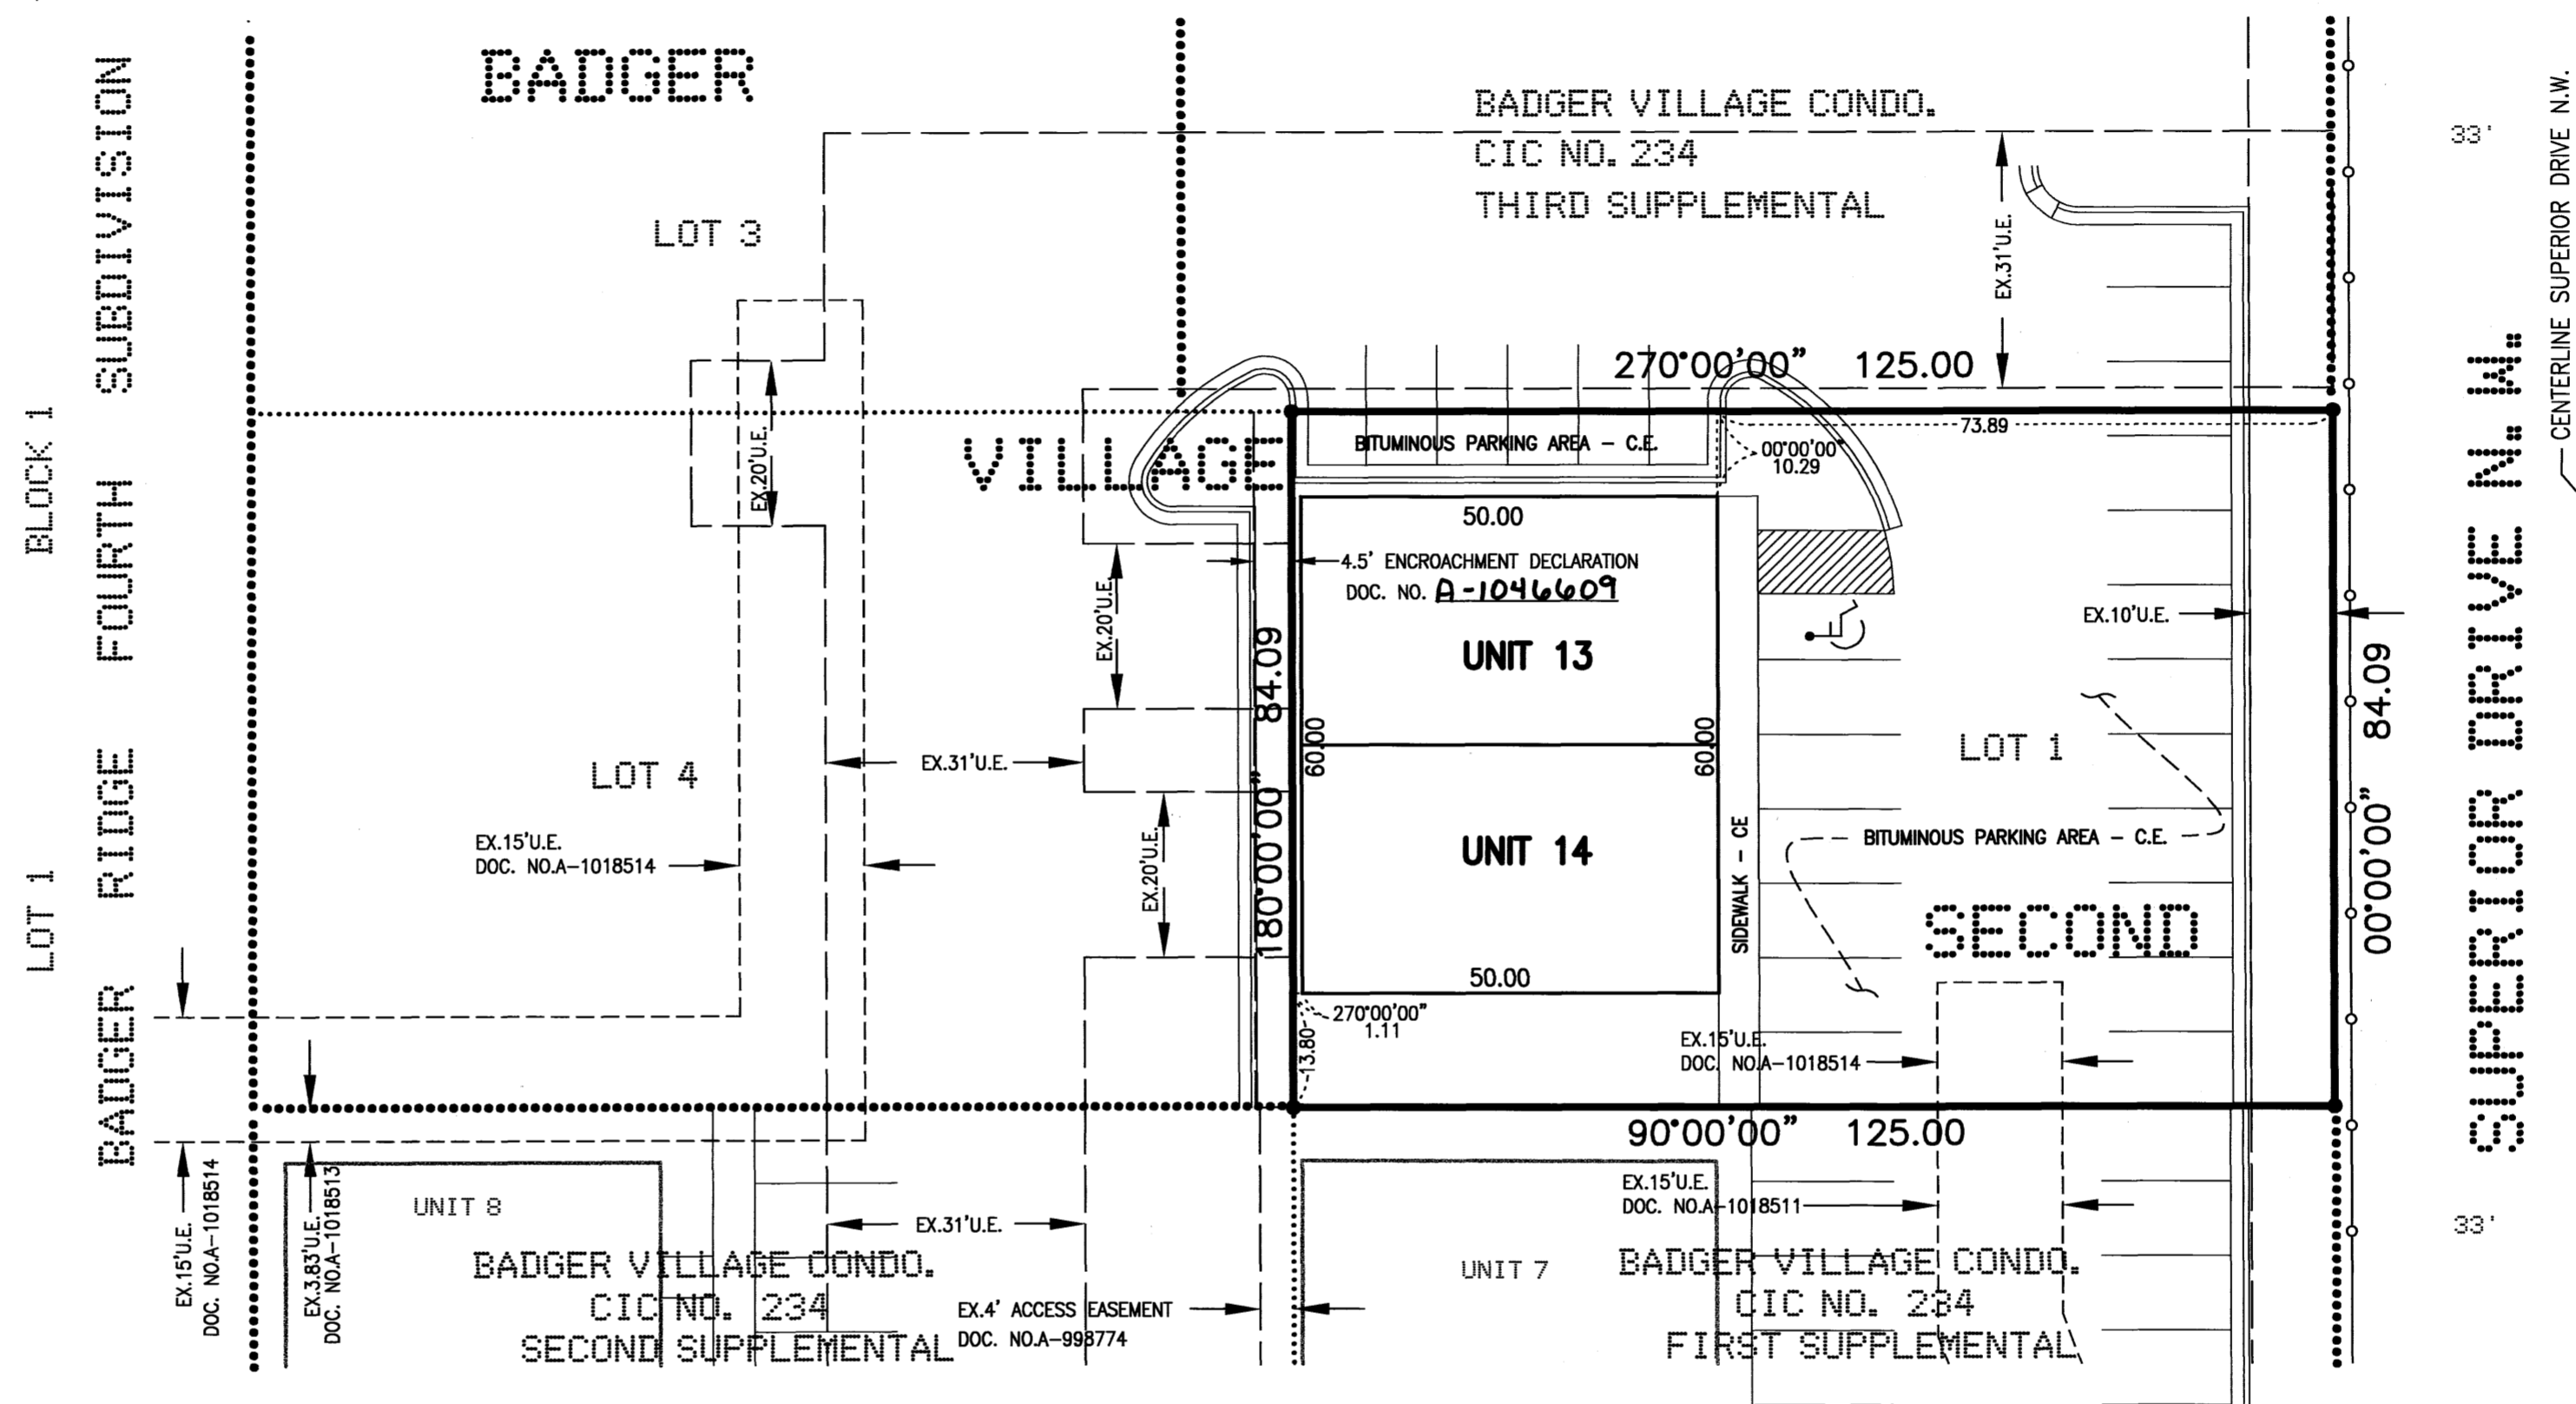 BADGER
BADGER VILLAGE CONDO.
CIC NO. 234
THIRD SUPPLEMENTAL
33'
CENTERLINE SUPERIOR DRIVE N.W.
SUBDIVISION
FOURTH
RIDGE
BADGER
BLOCK 1
LOT 1
LOT 3
EX.31'U.E.
270°00'00" 125.00
73.89
EX.20'U.E.
VILLAGE
BITUMINOUS PARKING AREA - C.E.
00°00'00"
10.29
50.00
4.5' ENCROACHMENT DECLARATION
DOC. NO. A-1046609
EX.20'U.E.
UNIT 13
EX.10'U.E.
84.09
180°00'00"
60.00
60.00
84.09
00°00'00"
SUPERIOR DRIVE N.W.
LOT 1
LOT 4
EX.31'U.E.
EX.15'U.E.
DOC. NO.A-1018514
EX.20'U.E.
UNIT 14
SIDEWALK - CE
BITUMINOUS PARKING AREA - C.E.
SECOND
50.00
270°00'00"
1.11
13.80
EX.15'U.E.
DOC. NO.A-1018514
90°00'00" 125.00
EX.15'U.E.
DOC. NO.A-1018514
EX.3.83'U.E.
DOC. NO.A-1018513
UNIT 8
EX.31'U.E.
EX.15'U.E.
DOC. NO.A-1018511
33'
BADGER VILLAGE CONDO.
CIC NO. 234
SECOND SUPPLEMENTAL
EX.4' ACCESS EASEMENT
DOC. NO.A-998774
UNIT 7
BADGER VILLAGE CONDO.
CIC NO. 234
FIRST SUPPLEMENTAL